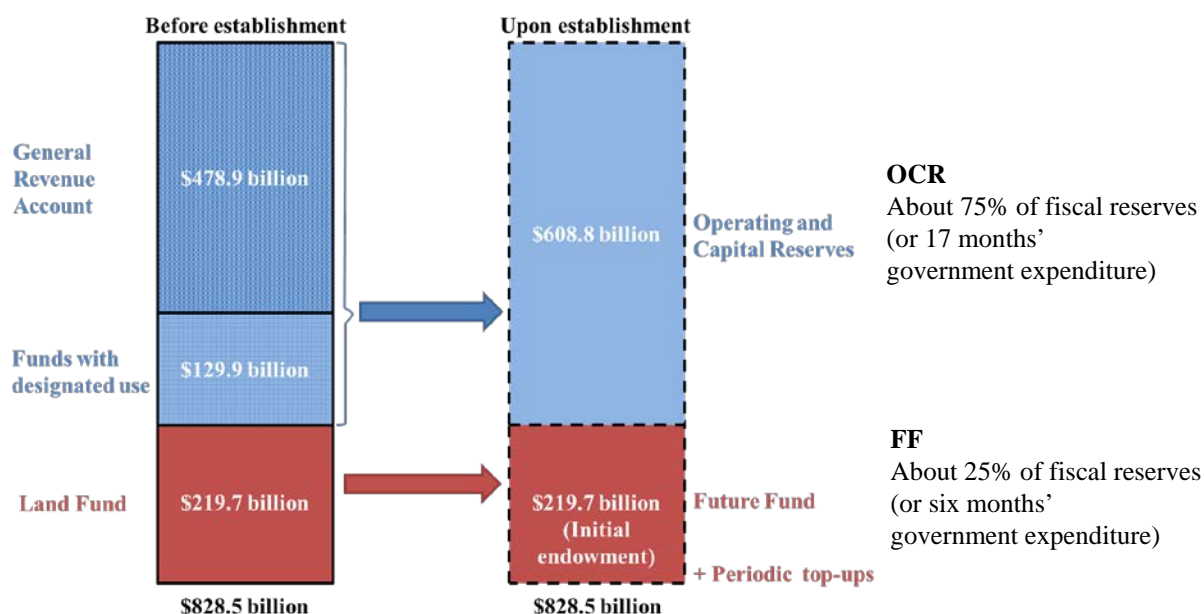 Before establishment
Upon establishment
General
Revenue
Account
$478.9 billion
Funds with
designated use
$129.9 billion
Land Fund
$219.7 billion
$828.5 billion
$608.8 billion
Operating and
Capital Reserves
$219.7 billion
(Initial
endowment)
Future Fund
+ Periodic top-ups
$828.5 billion
OCR
About 75% of fiscal reserves
(or 17 months’
government expenditure)
FF
About 25% of fiscal reserves
(or six months’
government expenditure)